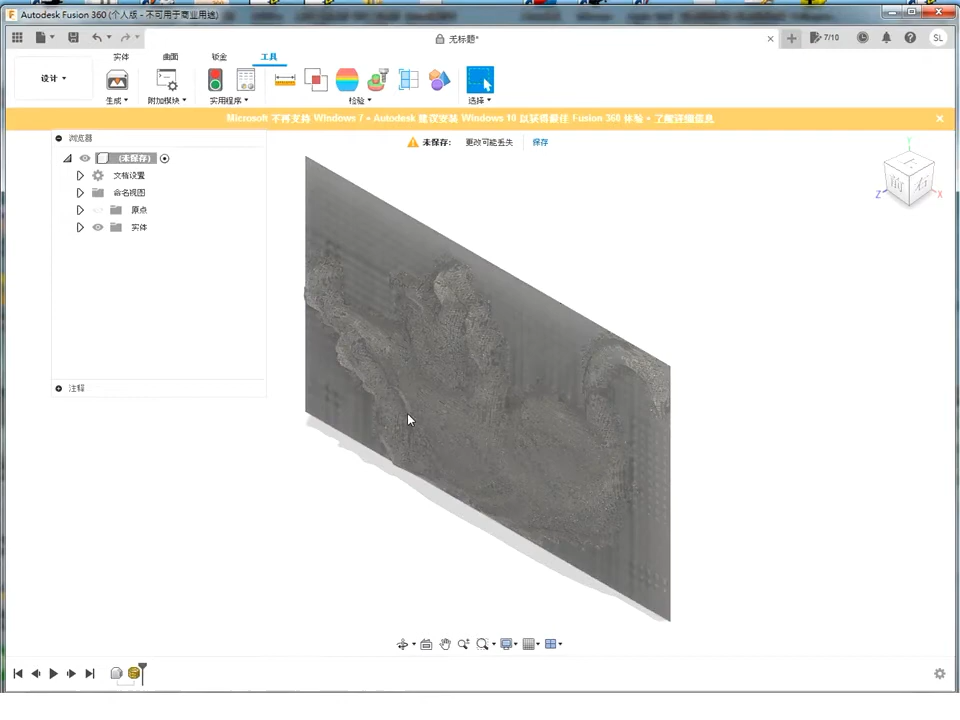 Autodesk Fusion 360 (个人版 - 不可用于商业用途)
无标题*
7/10
SL
实体 曲面 钣金 工具
设计
生成 附加模块 实用程序 检验 选择
Microsoft 不再支持 Windows 7。Autodesk 建议安装 Windows 10 以获得最佳 Fusion 360 体验。了解详细信息
浏览器
未保存: 更改可能丢失 保存
(未保存)
文档设置
命名视图
原点
实体
注释
上
前
右
Y
Z
X